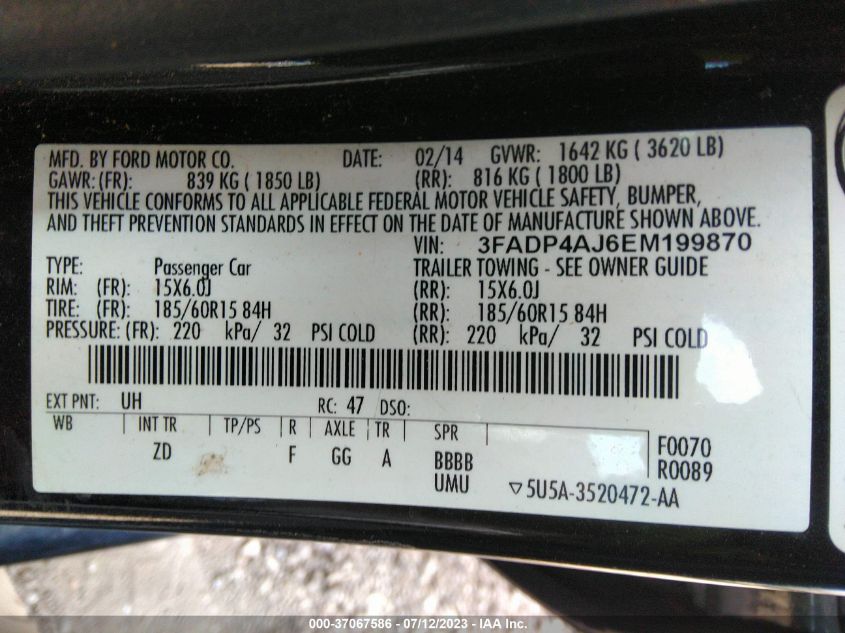 MFD. BY FORD MOTOR CO. DATE: 02/14 GVWR: 1642 KG ( 3620 LB)
GAWR: (FR): 839 KG ( 1850 LB) (RR): 816 KG ( 1800 LB)
THIS VEHICLE CONFORMS TO ALL APPLICABLE FEDERAL MOTOR VEHICLE SAFETY, BUMPER,
AND THEFT PREVENTION STANDARDS IN EFFECT ON THE DATE OF MANUFACTURE SHOWN ABOVE.
VIN: 3FADP4AJ6EM199870
TYPE: Passenger Car TRAILER TOWING - SEE OWNER GUIDE
RIM: (FR): 15X6.0J (RR): 15X6.0J
TIRE: (FR): 185/60R15 84H (RR): 185/60R15 84H
PRESSURE: (FR): 220 kPa/ 32 PSI COLD (RR): 220 kPa/ 32 PSI COLD
EXT PNT: UH RC: 47 DSO:
WB INT TR TP/PS R AXLE TR SPR
ZD F GG A BBBB F0070
UMU R0089
▽5U5A-3520472-AA
000-37067586 - 07/12/2023 - IAA Inc.